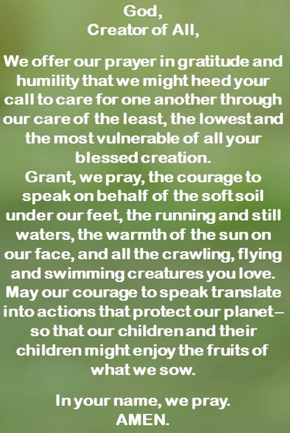 God,
Creator of All,
We offer our prayer in gratitude and
humility that we might heed your
call to care for one another through
our care of the least, the lowest and
the most vulnerable of all your
blessed creation.
Grant, we pray, the courage to
speak on behalf of the soft soil
under our feet, the running and still
waters, the warmth of the sun on
our face, and all the crawling, flying
and swimming creatures you love.
May our courage to speak translate
into actions that protect our planet–
so that our children and their
children might enjoy the fruits of
what we sow.
In your name, we pray.
AMEN.